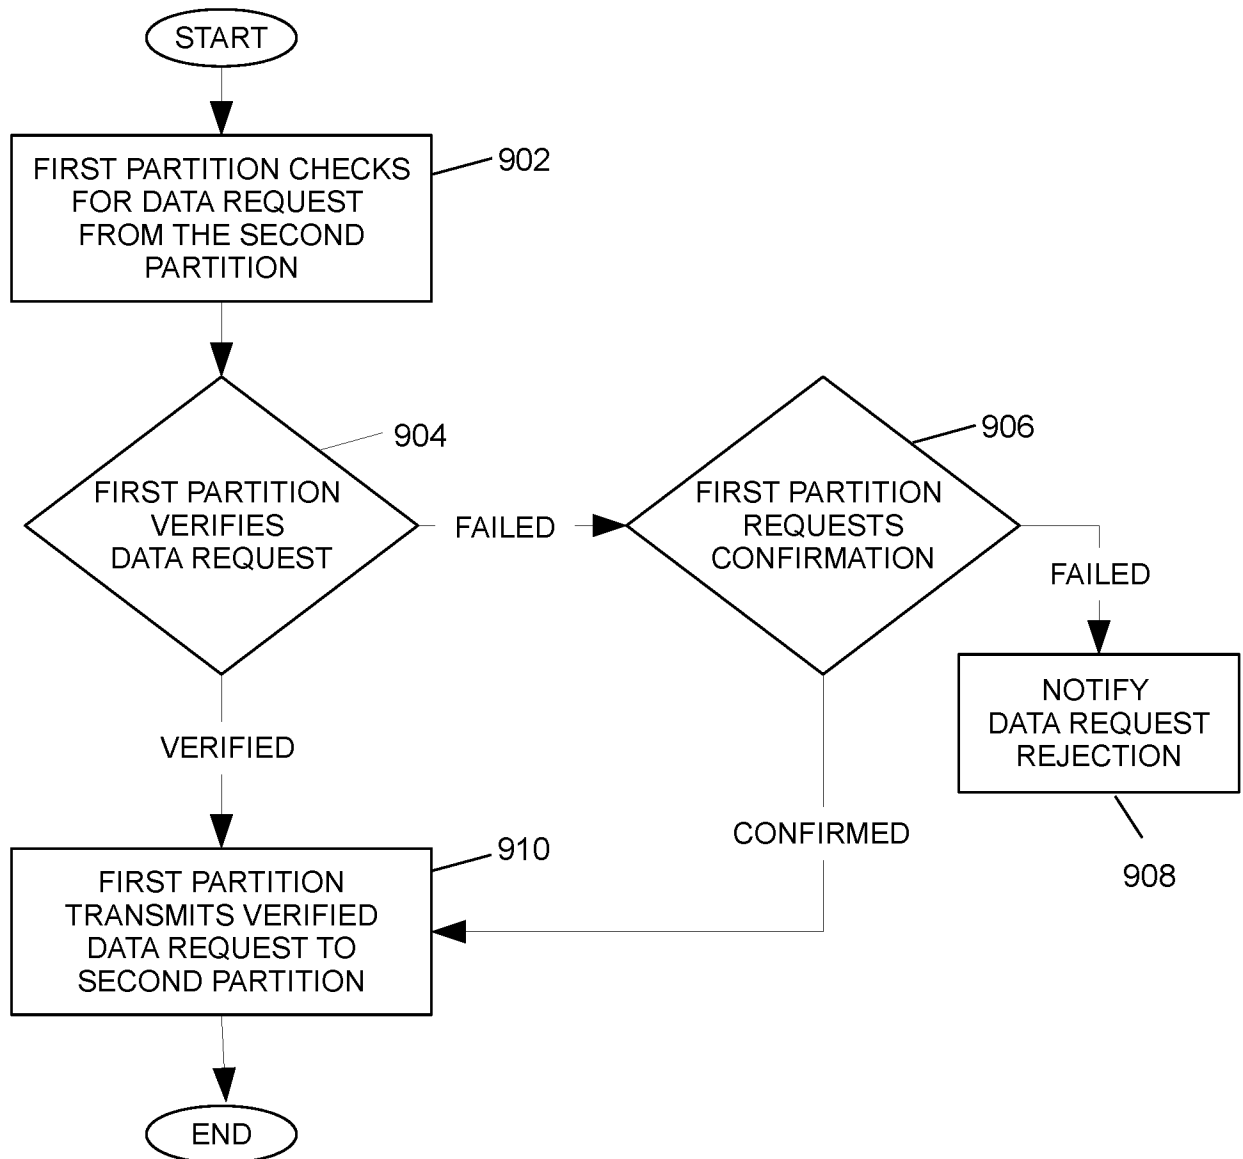 START
FIRST PARTITION CHECKS
FOR DATA REQUEST
FROM THE SECOND
PARTITION
902
FIRST PARTITION
VERIFIES
DATA REQUEST
904
FAILED
FIRST PARTITION
REQUESTS
CONFIRMATION
906
FAILED
NOTIFY
DATA REQUEST
REJECTION
908
VERIFIED
CONFIRMED
FIRST PARTITION
TRANSMITS VERIFIED
DATA REQUEST TO
SECOND PARTITION
910
END